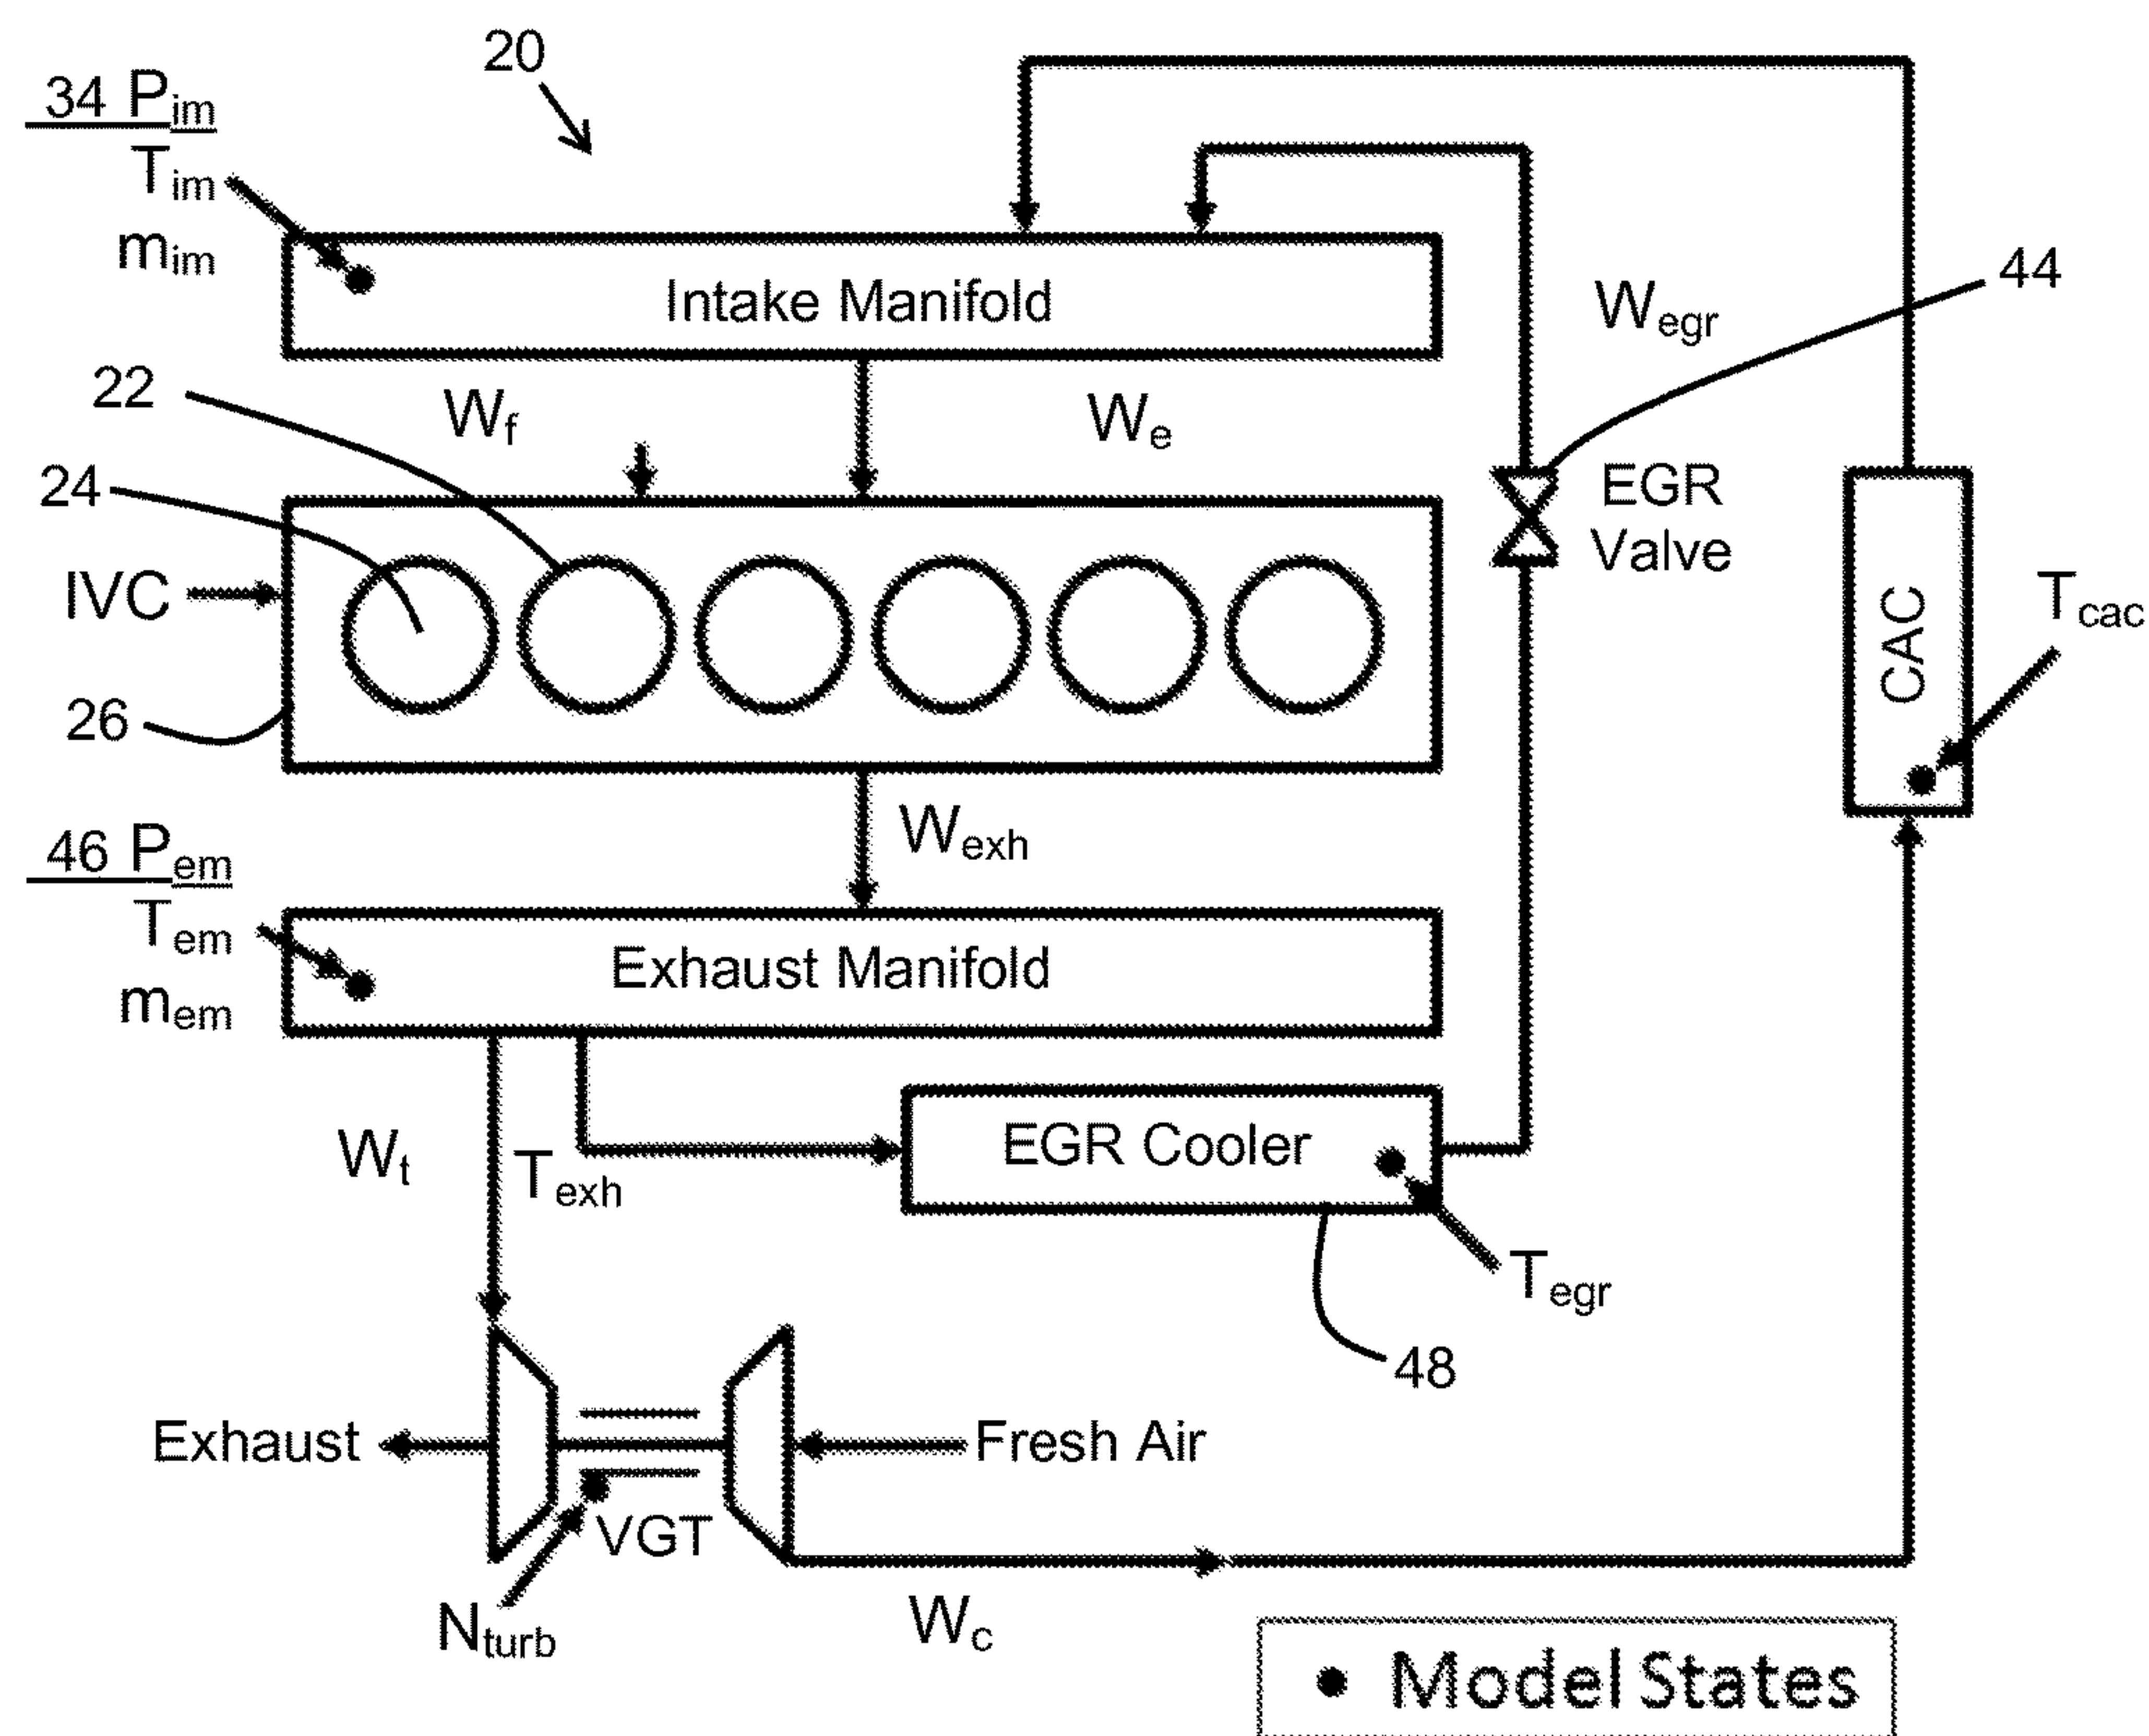 20
34 Pim
Tim
mim
Intake Manifold
Wegr
44
22
Wf
We
24
EGR
Valve
IVC
CAC
Tcac
26
Wexh
46 Pem
Tem
mem
Exhaust Manifold
Wt
Texh
EGR Cooler
Tegr
48
Exhaust
Fresh Air
VGT
Nturb
Wc
Model States